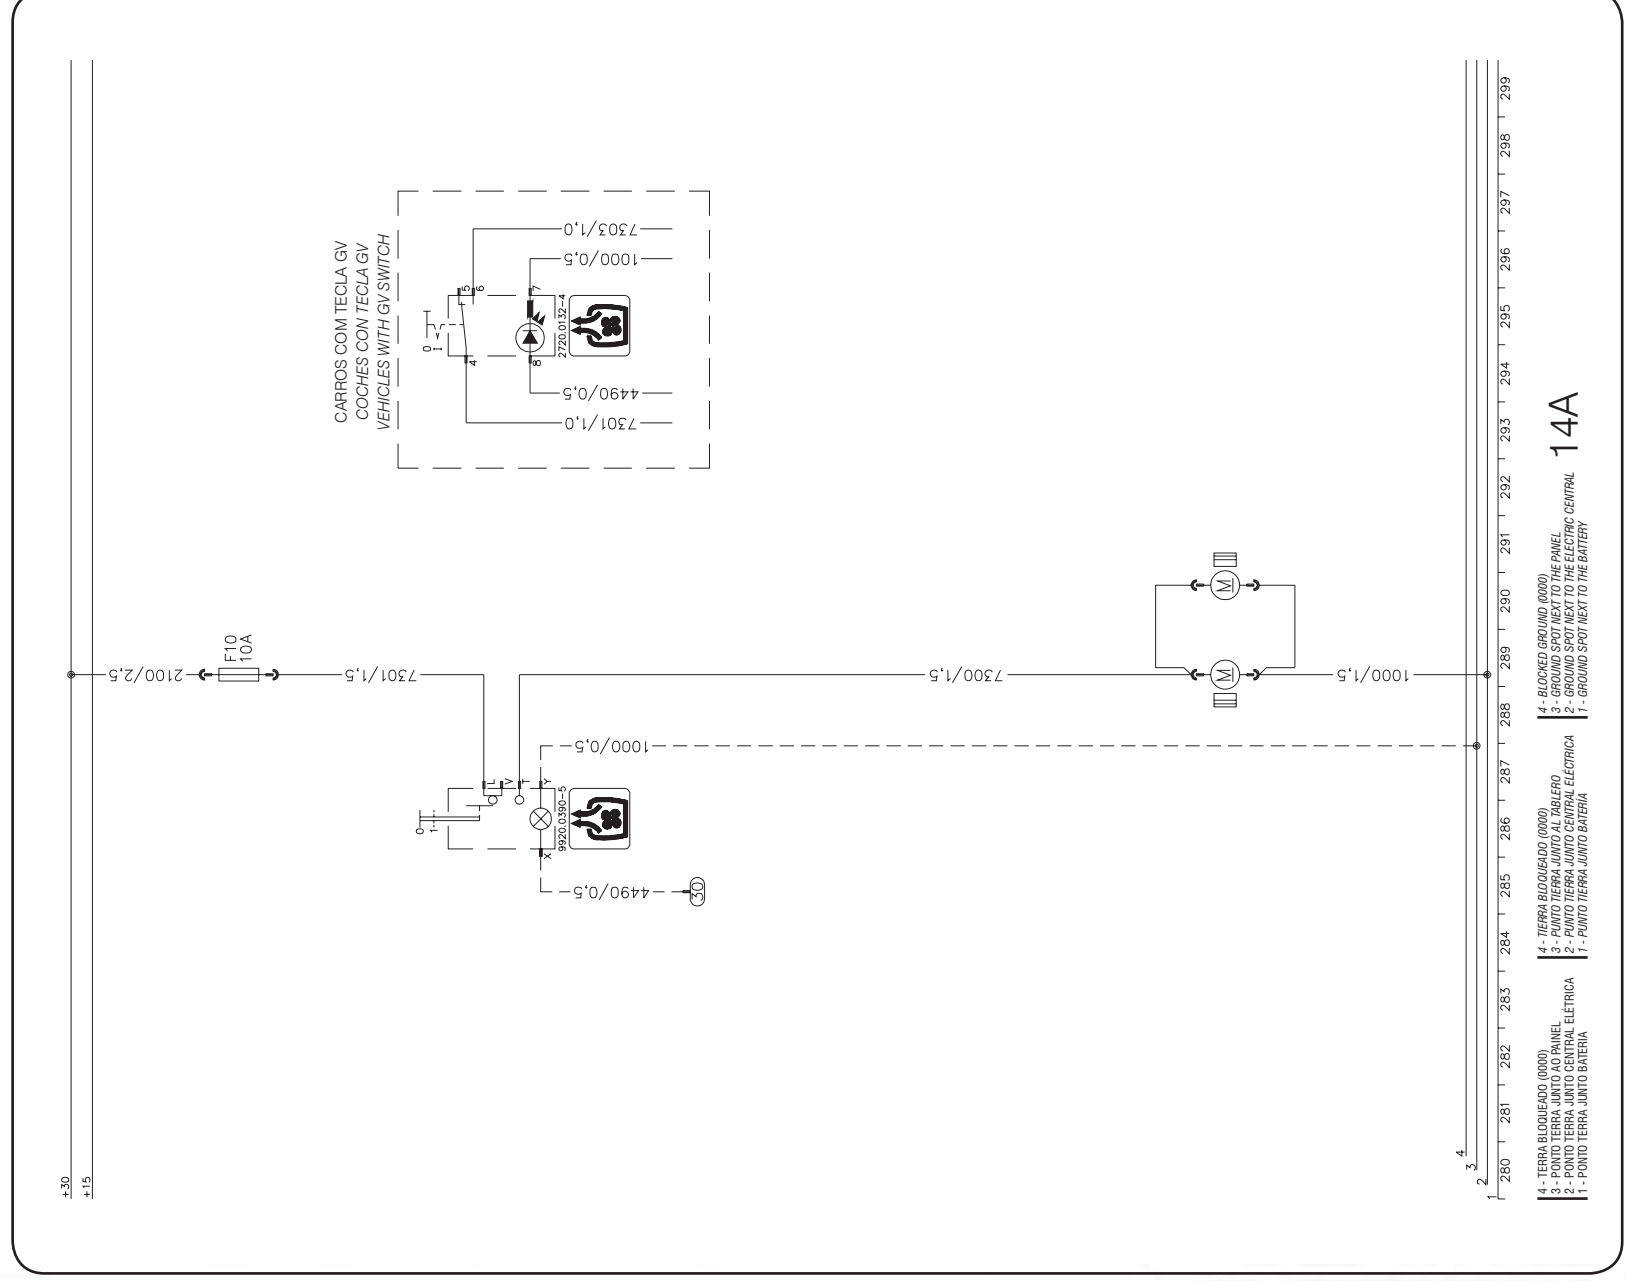 +30
+15
2100/2,5
F10
10A
7301/1,5
0
1
L
V
T
Y
X
9920.0390-5
4490/0,5
30
1000/0,5
7300/1,5
M
M
1000/1,5
CARROS COM TECLA GV
COCHES CON TECLA GV
VEHICLES WITH GV SWITCH
0
I
4
5
6
7
8
2720.0132-4
7301/1,0
4490/0,5
1000/0,5
7303/1,0
4
3
2
1
280 281 282 283 284 285 286 287 288 289 290 291 292 293 294 295 296 297 298 299
4 - TERRA BLOQUEADO (0000)
3 - PONTO TERRA JUNTO AO PAINEL
2 - PONTO TERRA JUNTO CENTRAL ELÉTRICA
1 - PONTO TERRA JUNTO BATERIA
4 - TIERRA BLOQUEADO (0000)
3 - PUNTO TIERRA JUNTO AL TABLERO
2 - PUNTO TIERRA JUNTO CENTRAL ELÉCTRICA
1 - PUNTO TIERRA JUNTO BATERÍA
4 - BLOCKED GROUND (0000)
3 - GROUND SPOT NEXT TO THE PANEL
2 - GROUND SPOT NEXT TO THE ELECTRIC CENTRAL
1 - GROUND SPOT NEXT TO THE BATTERY
14A